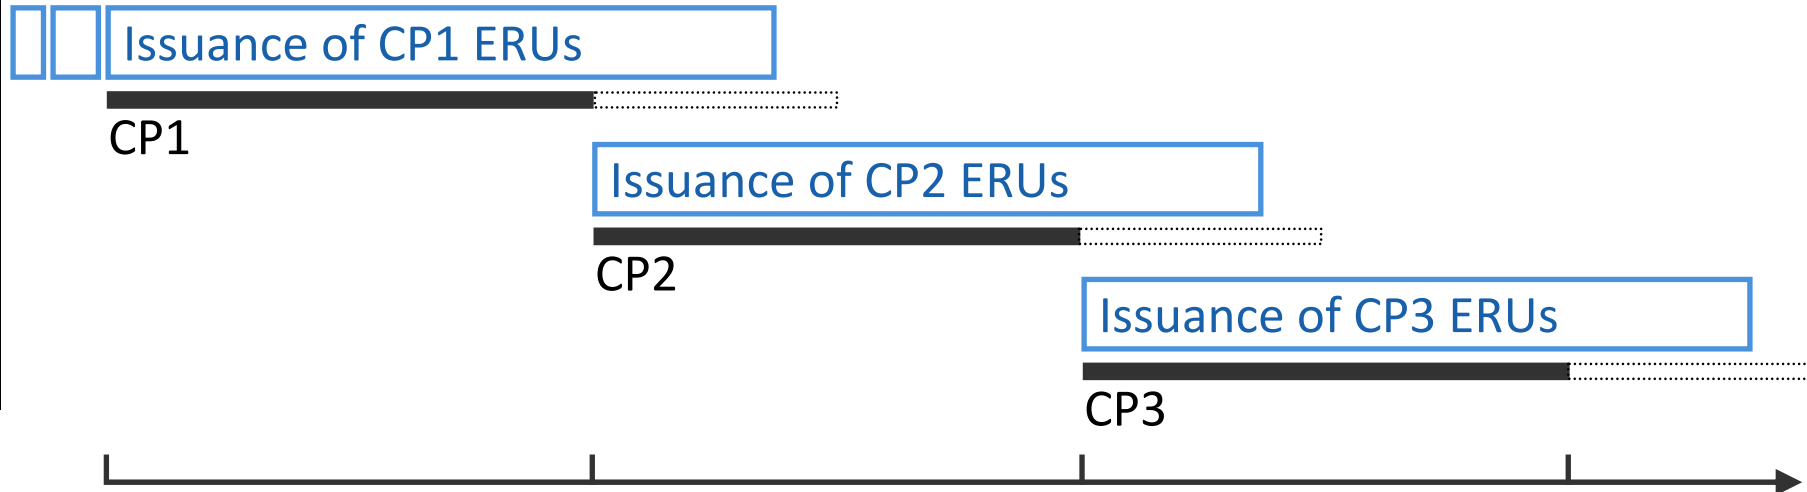 Issuance of CP1 ERUs
CP1
Issuance of CP2 ERUs
CP2
Issuance of CP3 ERUs
CP3